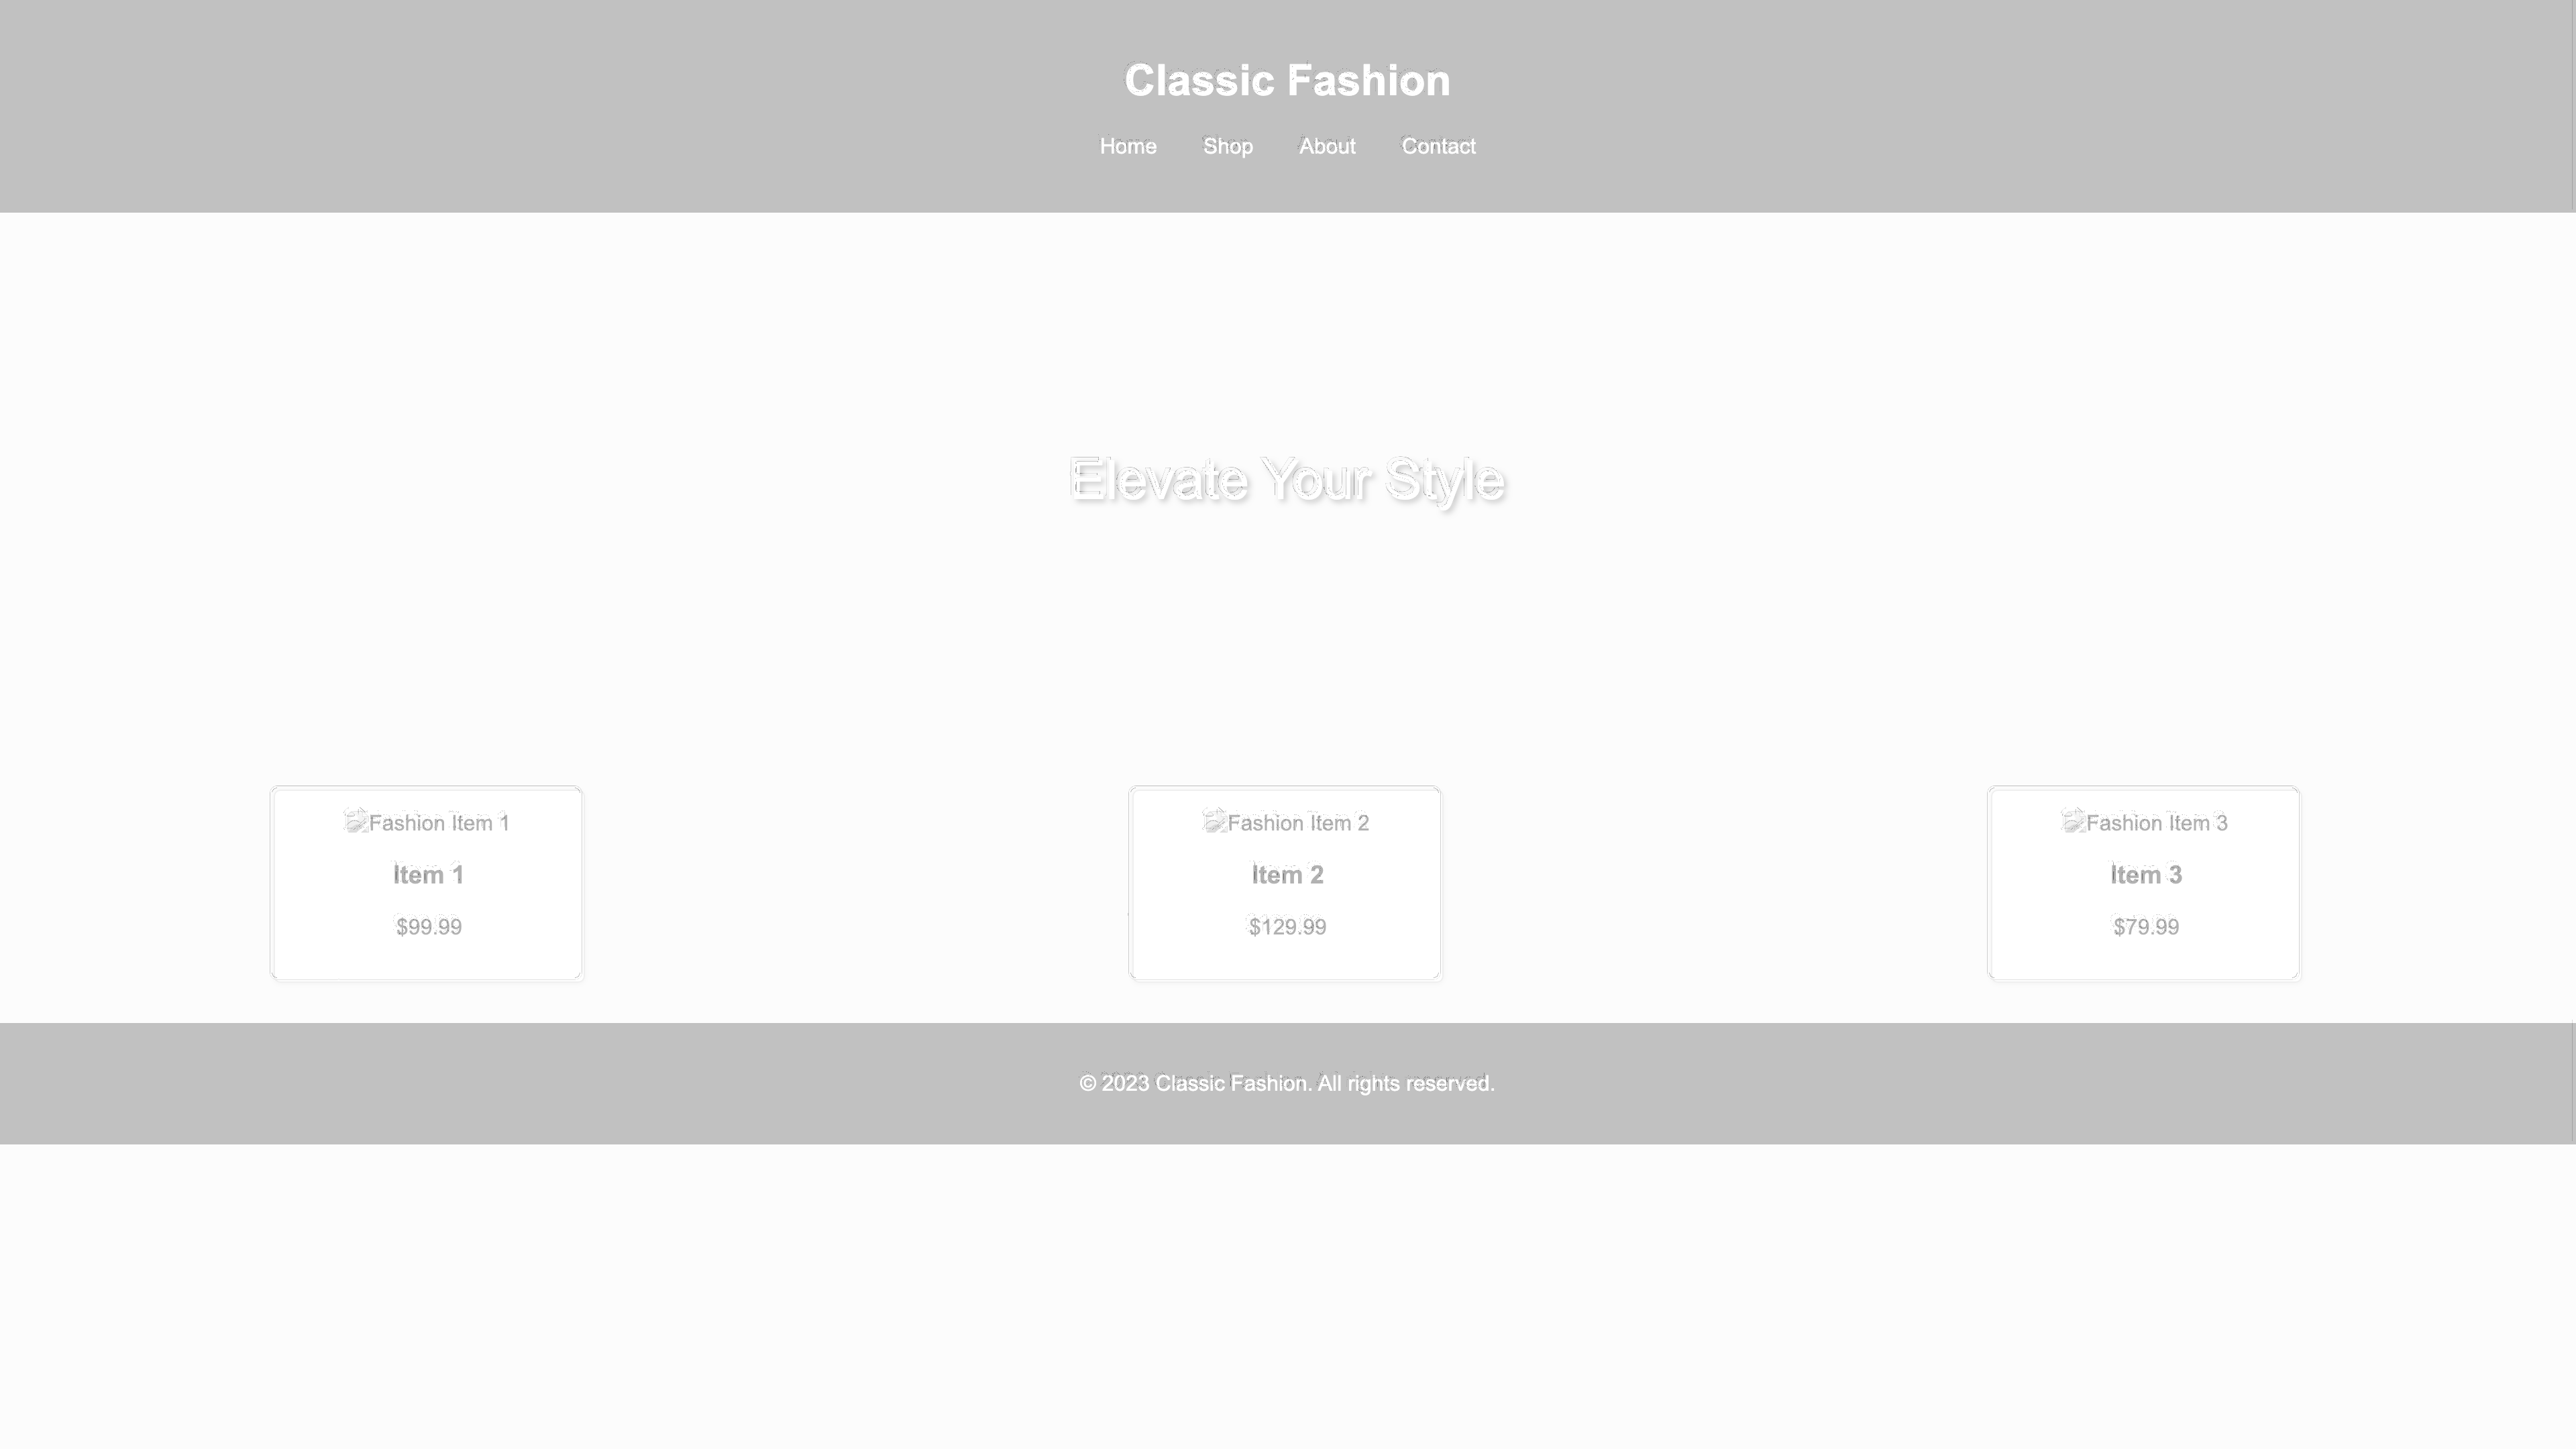 Classic Fashion
Home Shop About Contact
Elevate Your Style
Fashion Item 1
Item 1
$99.99
Fashion Item 2
Item 2
$129.99
Fashion Item 3
Item 3
$79.99
© 2023 Classic Fashion. All rights reserved.